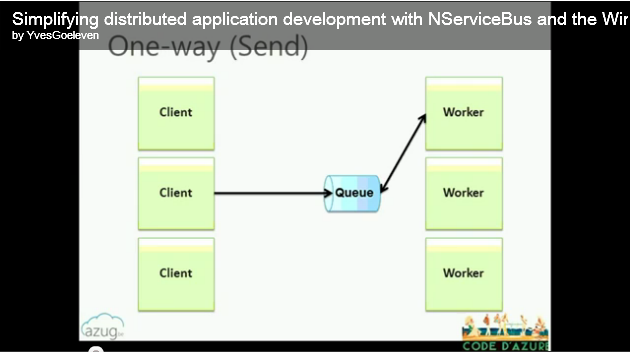 Simplifying distributed application development with NServiceBus and the Wir
by YvesGoeleven
One-way (Send)
Client
Worker
Client
Queue
Worker
Client
Worker
azug
CODE D'AZURE